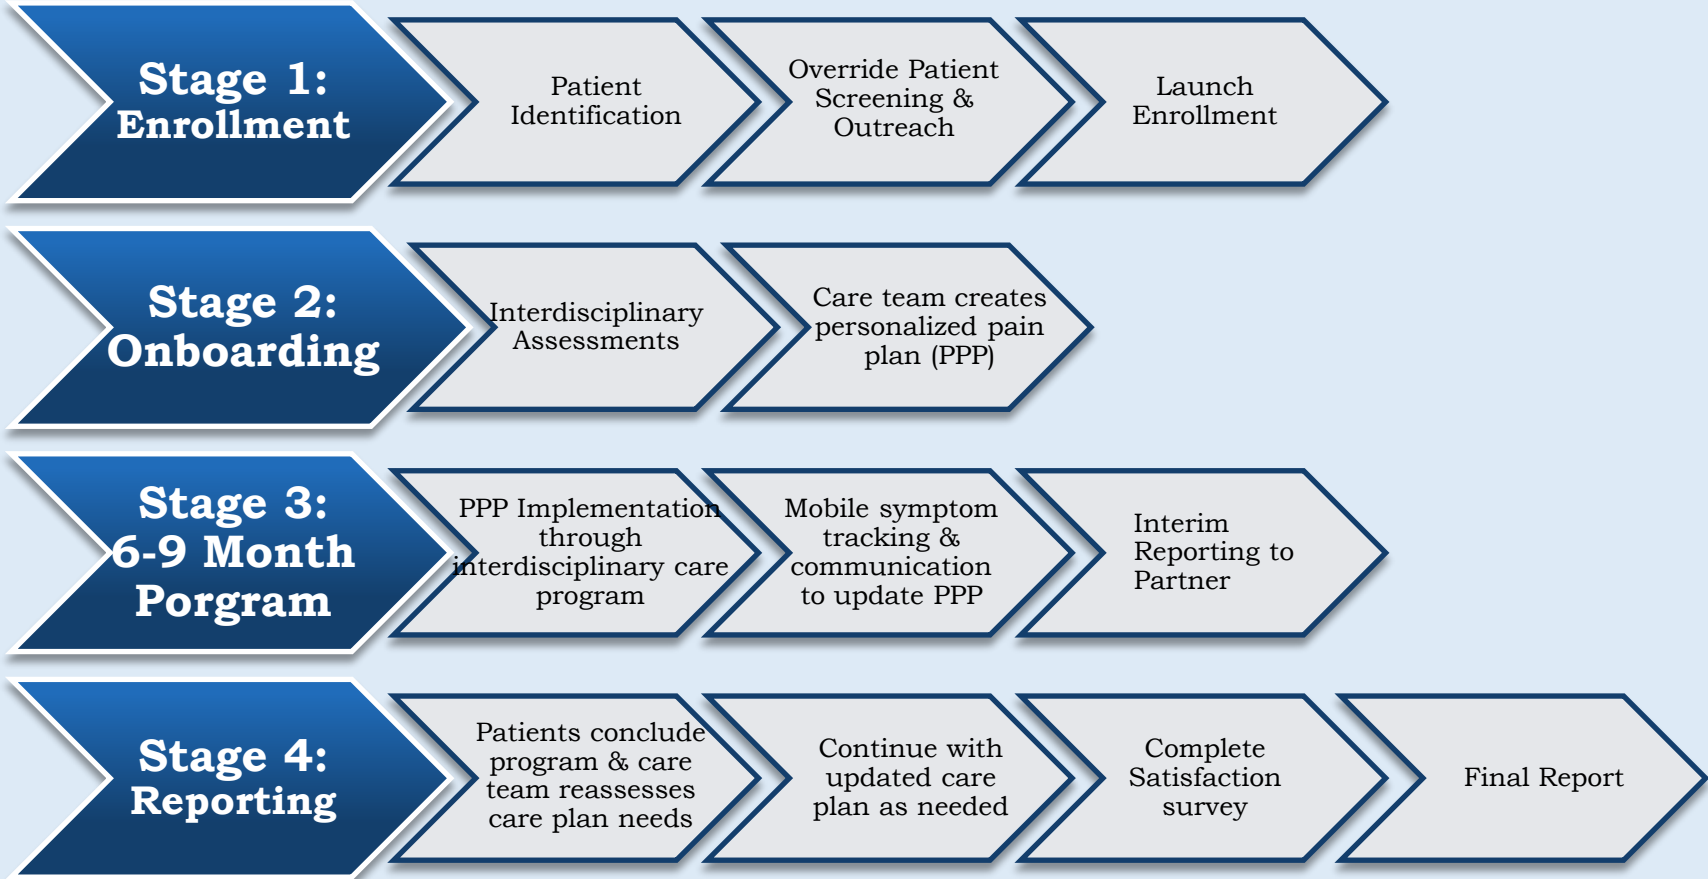 Stage 1:
Enrollment
Patient
Identification
Override Patient
Screening &
Outreach
Launch
Enrollment
Stage 2:
Onboarding
Interdisciplinary
Assessments
Care team creates
personalized pain
plan (PPP)
Stage 3:
6-9 Month
Porgram
PPP Implementation
through
interdisciplinary care
program
Mobile symptom
tracking &
communication
to update PPP
Interim
Reporting to
Partner
Stage 4:
Reporting
Patients conclude
program & care
team reassesses
care plan needs
Continue with
updated care
plan as needed
Complete
Satisfaction
survey
Final Report